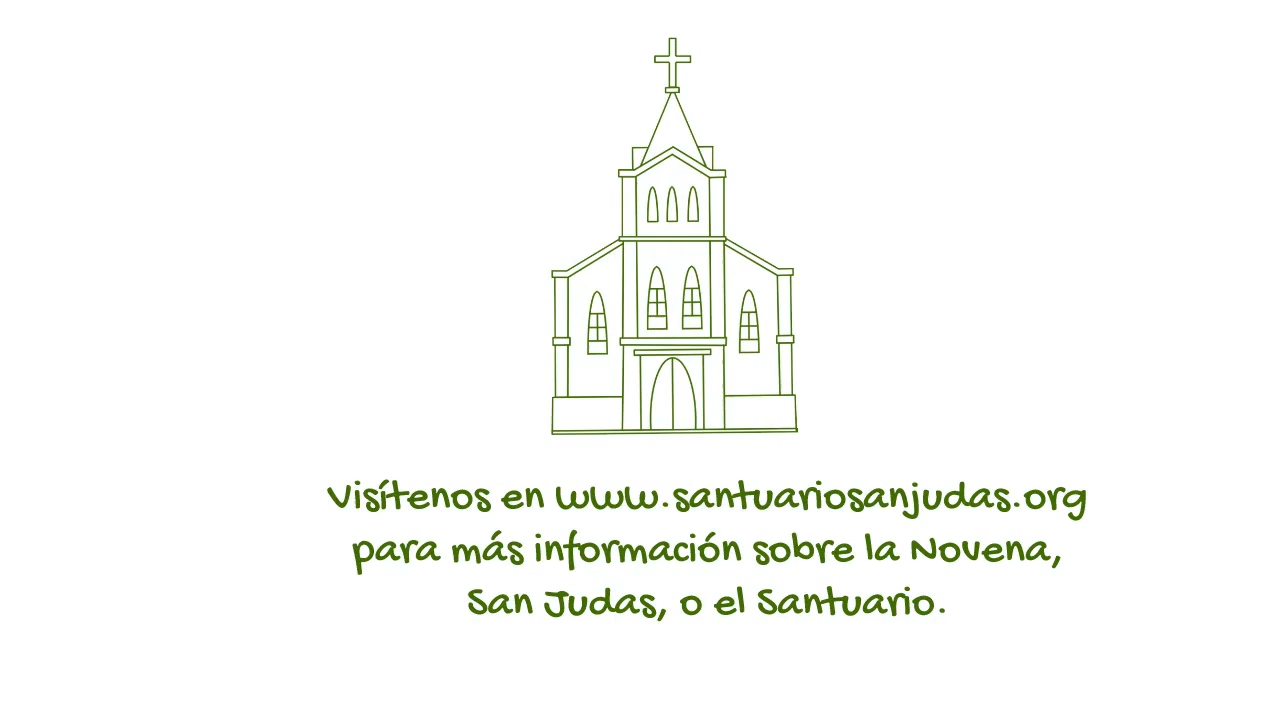 Visítenos en www.santuariosanjudas.org
para más información sobre la Novena,
San Judas, o el Santuario.